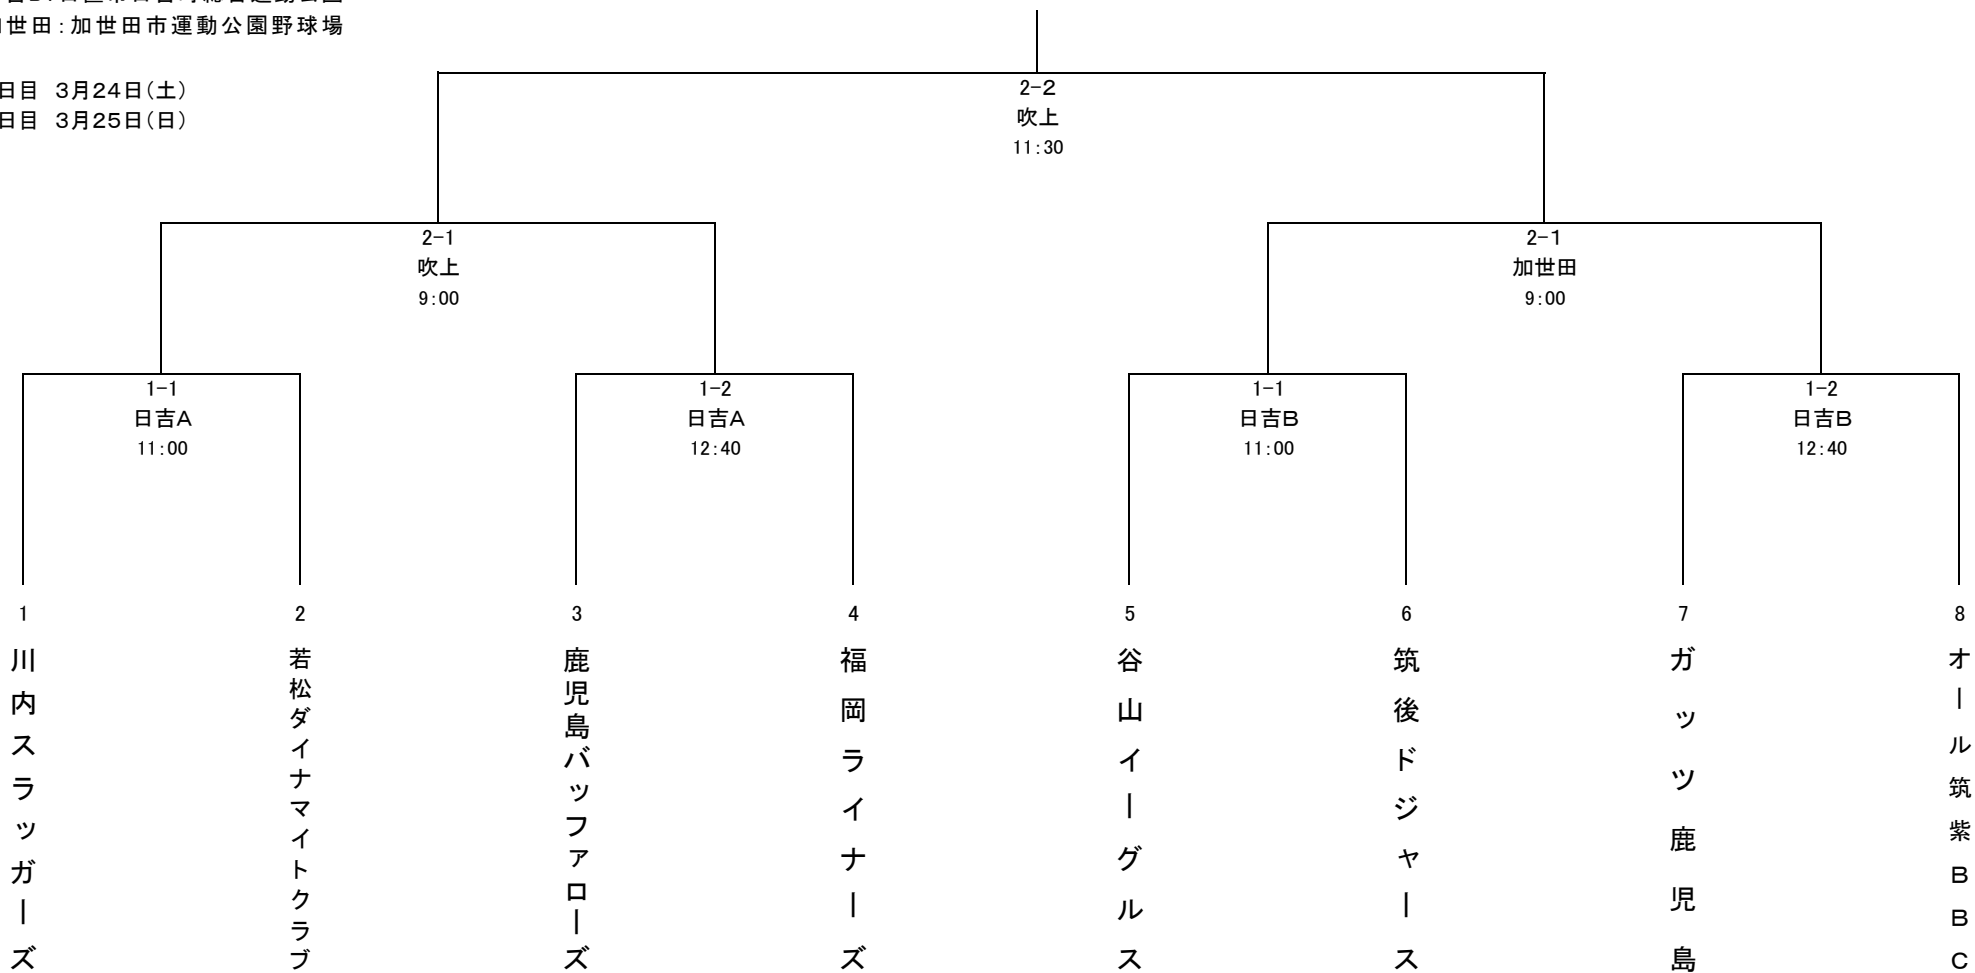 世田:加世田市運動公園野球場
日目 3月24日(土)
日目 3月25日(日)
2-2
吹上
11:30
2-1
吹上
9:00
2-1
加世田
9:00
1-1
日吉A
11:00
1-2
日吉A
12:40
1-1
日吉B
11:00
1-2
日吉B
12:40
1
2
3
4
5
6
7
8
川内スラッガーズ
若松ダイナマイトクラブ
鹿児島バッファローズ
福岡ライナーズ
谷山イーグルス
筑後ドジャース
ガッツ鹿児島
オール筑紫BBC